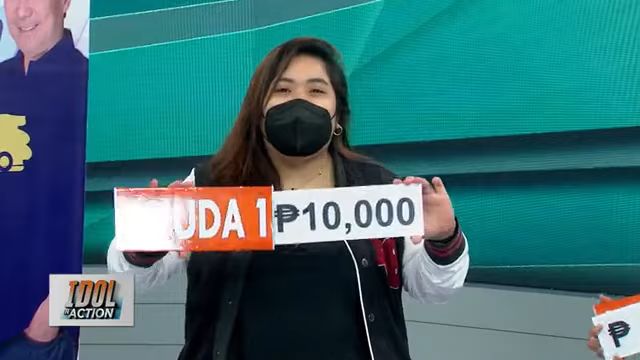 UDA 1 ₱10,000
IDOL
IN ACTION
₱